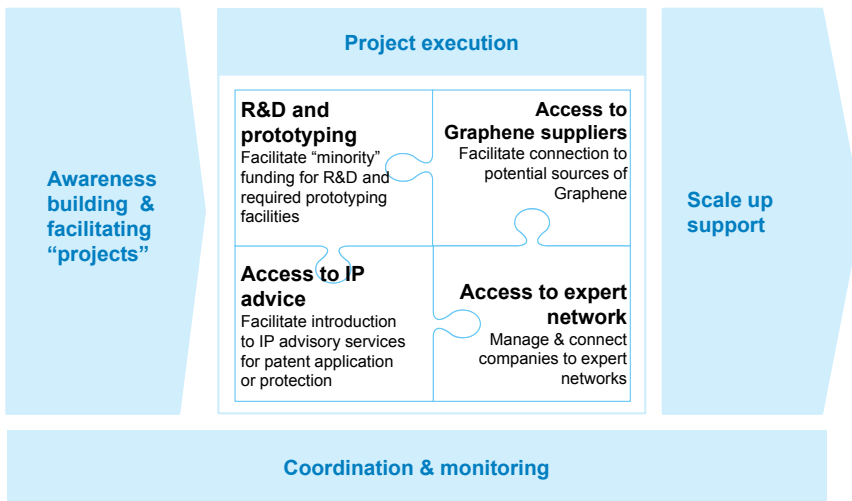 Project execution
Awareness
building & 
facilitating
“projects”
R&D and
prototyping
Facilitate “minority”
funding for R&D and
required prototyping
facilities
Access to
Graphene suppliers
Facilitate connection to
potential sources of
Graphene
Access to IP
advice
Facilitate introduction
to IP advisory services
for patent application
or protection
Access to expert
network
Manage & connect
companies to expert
networks
Scale up
support
Coordination & monitoring